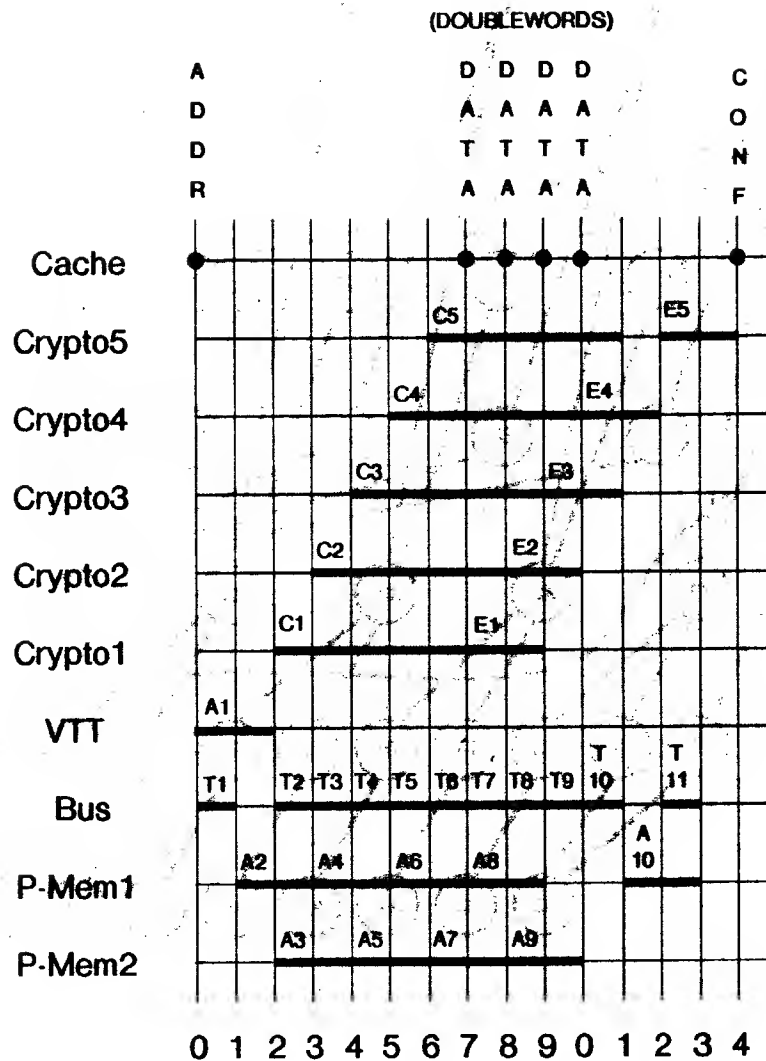 (DOUBLEWORDS)
A D D D D C
D A A A A O
D T T T T N
R A A A A F
Cache
C5 E5
Crypto5
C4 E4
Crypto4
C3 E3
Crypto3
C2 E2
Crypto2
C1 E1
Crypto1
A1
VTT
T1 T2 T3 T4 T5 T6 T7 T8 T9 T 10 T 11
Bus
A2 A4 A6 A8 A 10
P-Mem1
A3 A5 A7 A9
P-Mem2
0 1 2 3 4 5 6 7 8 9 0 1 2 3 4